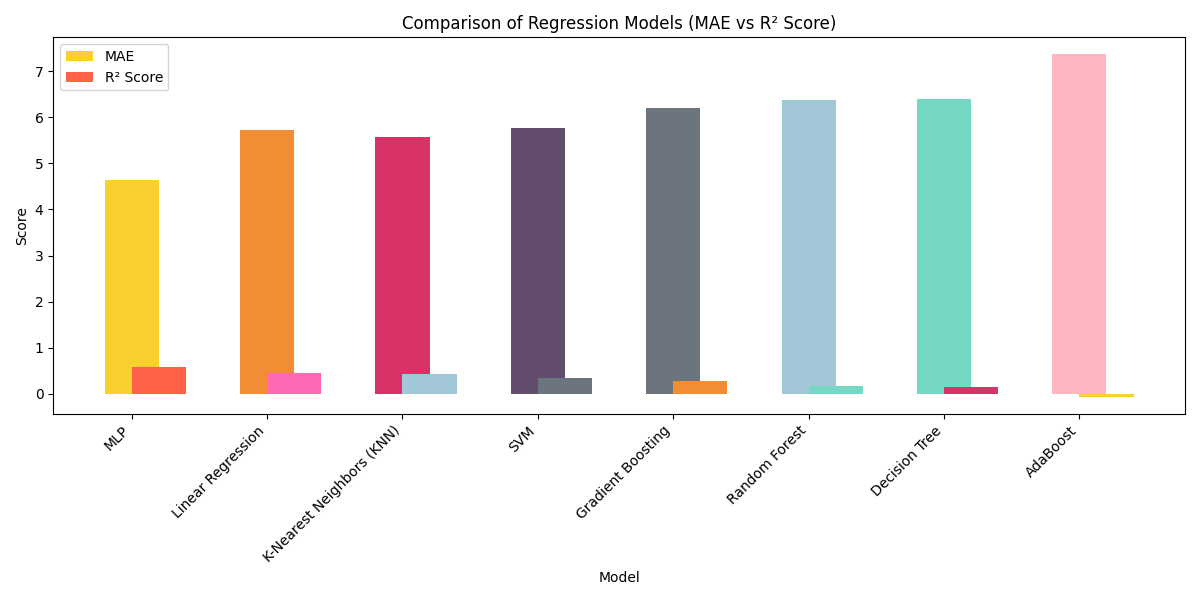 Comparison of Regression Models (MAE vs R² Score)
MAE
R² Score
Score
7
6
5
4
3
2
1
0
MLP
Linear Regression
K-Nearest Neighbors (KNN)
SVM
Gradient Boosting
Random Forest
Decision Tree
AdaBoost
Model